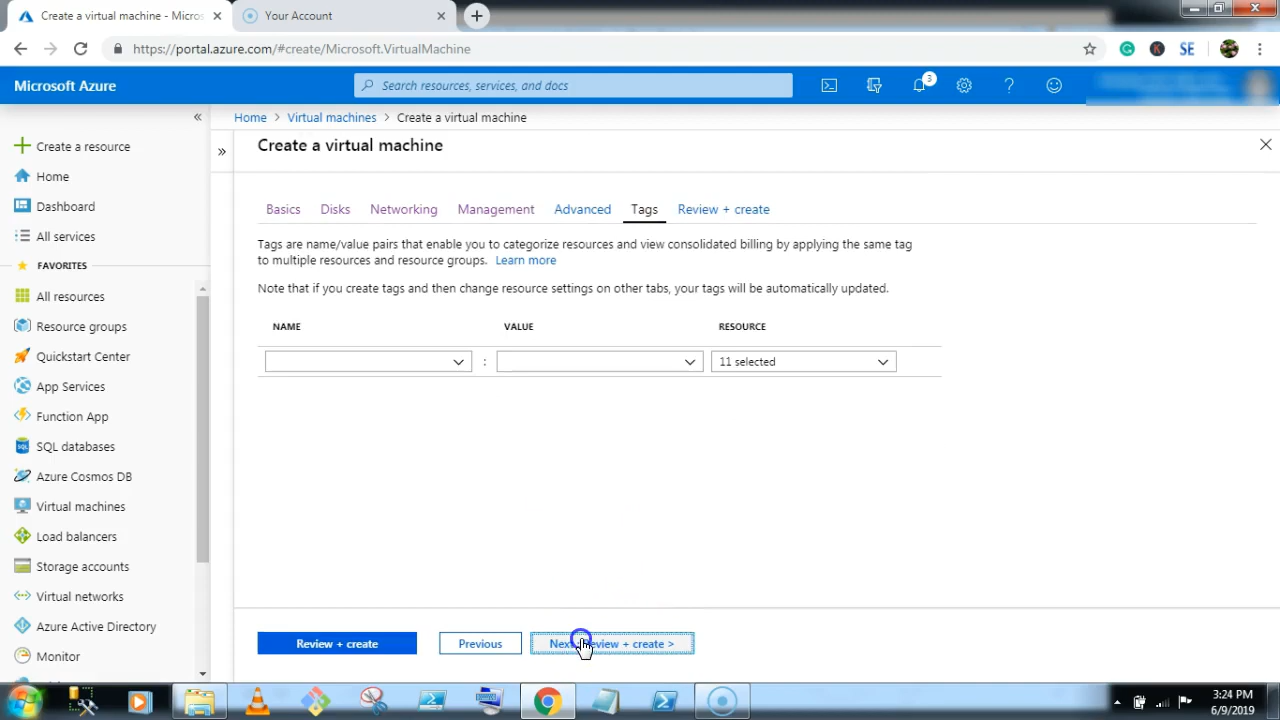 Create a virtual machine - Micros
Your Account
https://portal.azure.com/#create/Microsoft.VirtualMachine
SE
Microsoft Azure
Search resources, services, and docs
3
Home > Virtual machines > Create a virtual machine
Create a virtual machine
Create a resource
Home
Dashboard
All services
FAVORITES
All resources
Resource groups
Quickstart Center
App Services
Function App
SQL databases
Azure Cosmos DB
Virtual machines
Load balancers
Storage accounts
Virtual networks
Azure Active Directory
Monitor
Basics Disks Networking Management Advanced Tags Review + create
Tags are name/value pairs that enable you to categorize resources and view consolidated billing by applying the same tag
to multiple resources and resource groups. Learn more
Note that if you create tags and then change resource settings on other tabs, your tags will be automatically updated.
NAME VALUE RESOURCE
: 11 selected
Review + create Previous Next: Review + create >
3:24 PM
6/9/2019